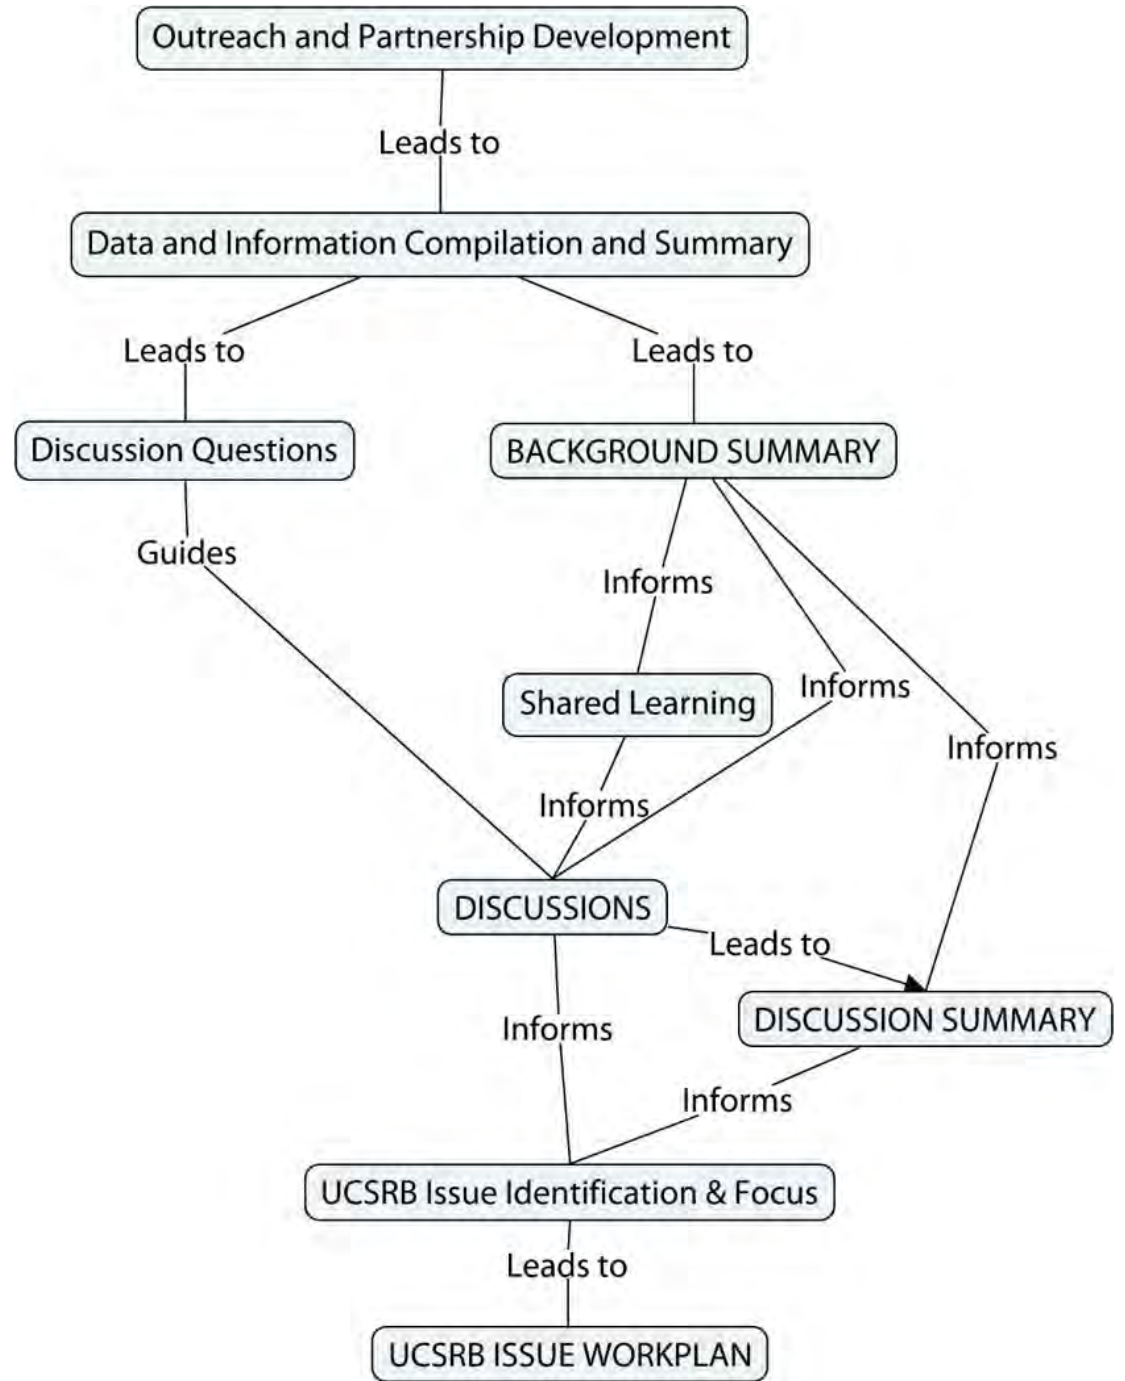 Outreach and Partnership Development
Leads to
Data and Information Compilation and Summary
Leads to
Leads to
Discussion Questions
BACKGROUND SUMMARY
Guides
Informs
Shared Learning
Informs
Informs
Informs
DISCUSSIONS
Leads to
DISCUSSION SUMMARY
Informs
Informs
UCSRB Issue Identification & Focus
Leads to
UCSRB ISSUE WORKPLAN